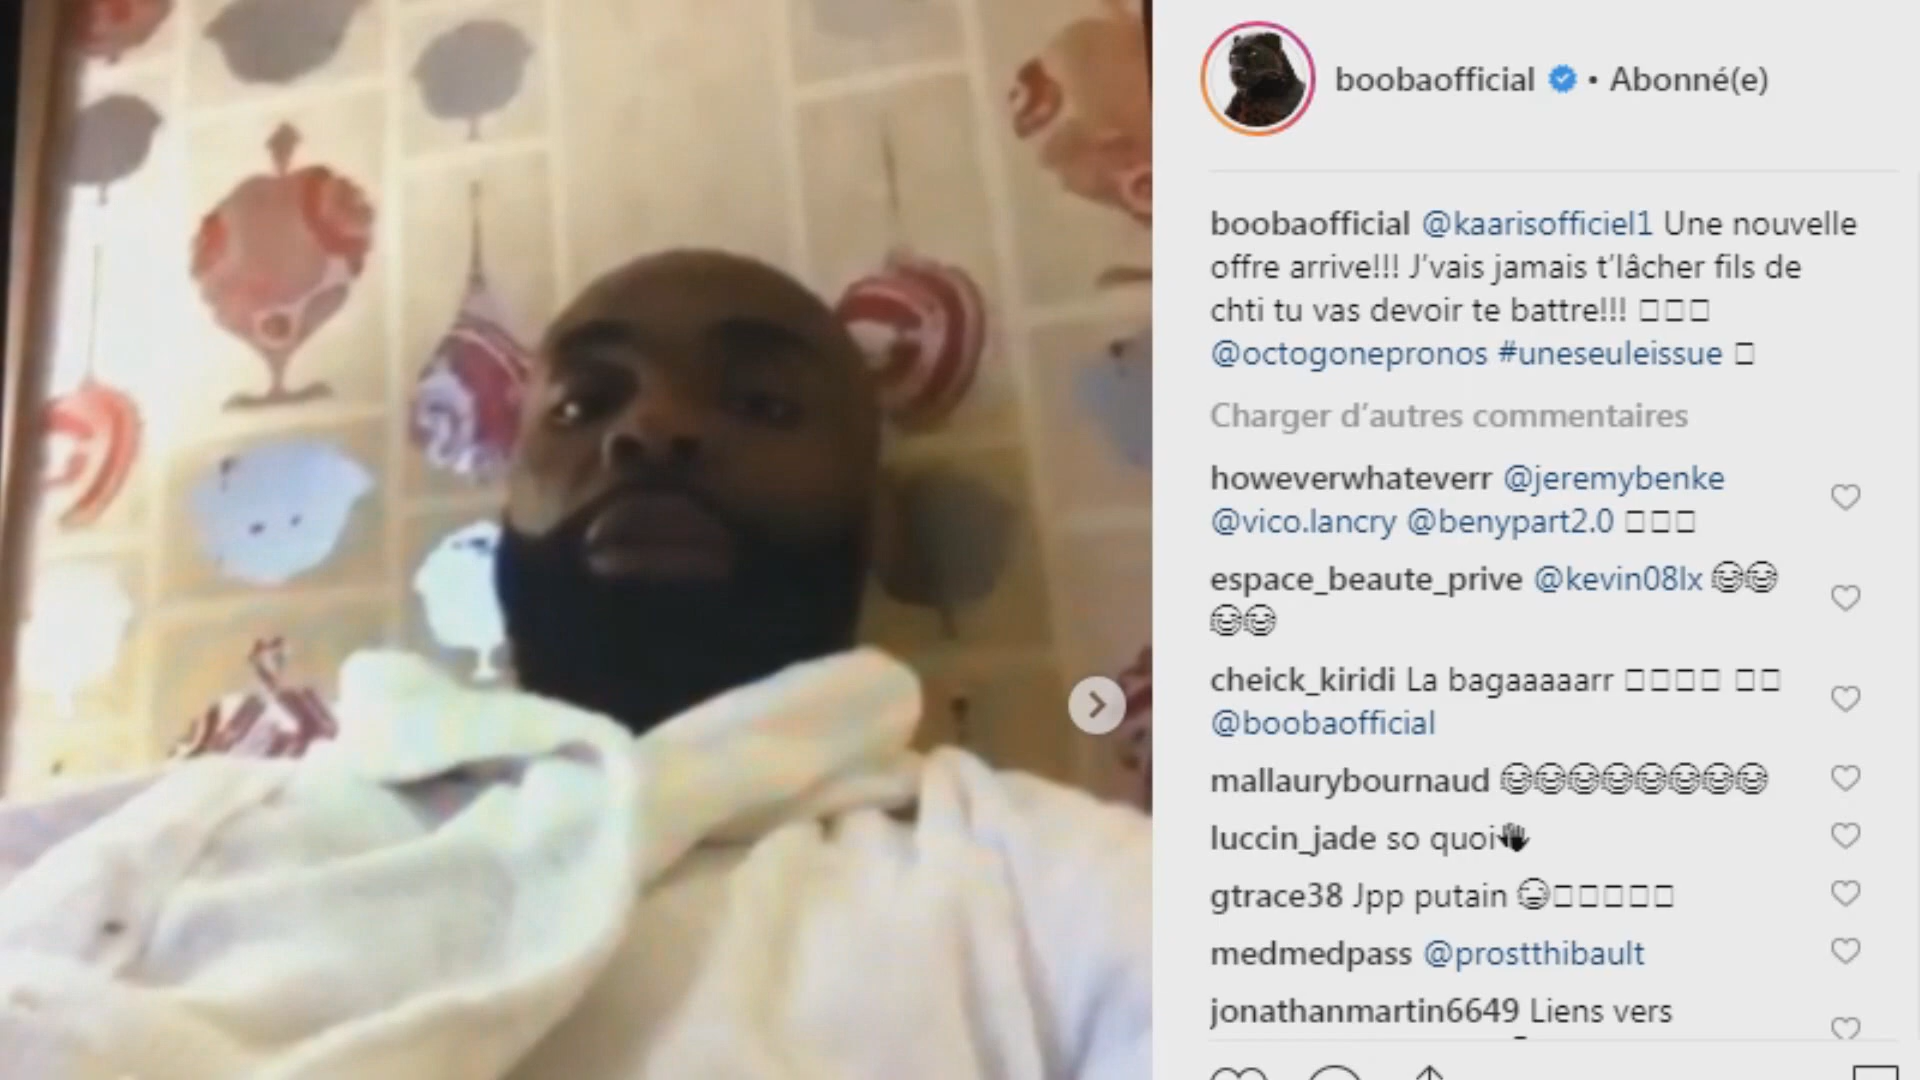 boobaofficial • Abonné(e)
boobaofficial @kaarisofficiel1 Une nouvelle
offre arrive!!! J’vais jamais t’lâcher fils de
chti tu vas devoir te battre!!! □□□
@octogonepronos #uneseuleissue □
Charger d’autres commentaires
howeverwhateverr @jeremybenke
@vico.lancry @benypart2.0 □□□
espace_beaute_prive @kevin08lx 😂😂
😂😂
cheick_kiridi La bagaaaaarr □□□□ □□
@boobaofficial
mallaurybournaud 😂😂😂😂😂😂😂😂
luccin_jade so quoi👋
gtrace38 Jpp putain 😂□□□□□
medmedpass @prostthibault
jonathanmartin6649 Liens vers